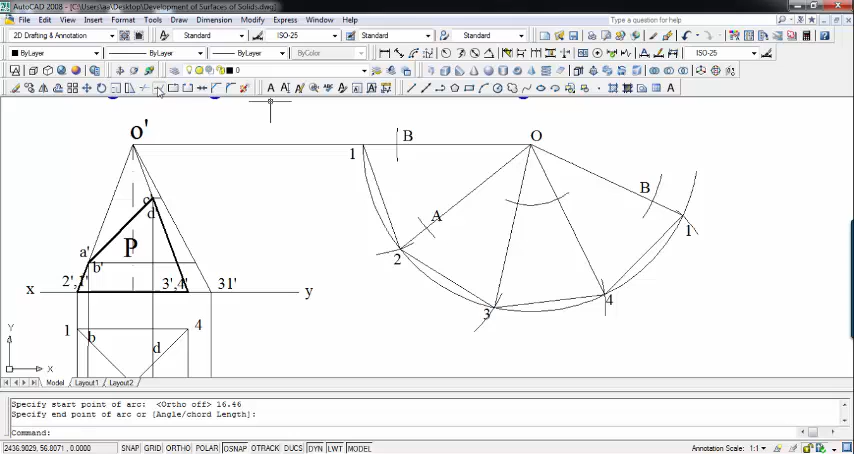 AutoCAD 2008 - [C:\Users\aa\Desktop\Development of Surfaces of Solids.dwg]
File Edit View Insert Format Tools Draw Dimension Modify Express Window Help
Type a question for help
2D Drafting & Annotation
Standard
ISO-25
Standard
Standard
ByLayer
ByLayer
ByLayer
ByColor
ISO-25
0
o'
1
B
O
c'
d'
A
B
a'
P
b'
2
1
2',1'
3',4'
31'
x
y
3
4
1
4
b
d
Y
X
Model Layout1 Layout2
Specify start point of arc: <Ortho off> 16.46
Specify end point of arc or [Angle/chord Length]:
Command:
2436.9029, 56.8071 , 0.0000
SNAP GRID ORTHO POLAR OSNAP OTRACK DUCS DYN LWT MODEL
Annotation Scale: 1:1